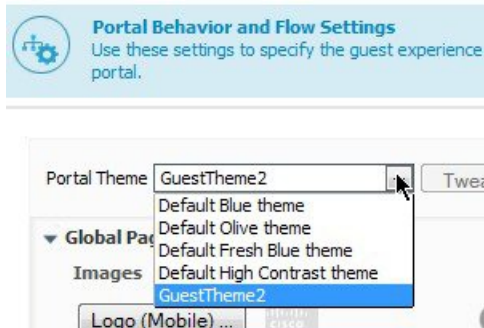 Portal Behavior and Flow Settings
Use these settings to specify the guest experience
portal.
Portal Theme GuestTheme2
Default Blue theme
Default Olive theme
Default Fresh Blue theme
Default High Contrast theme
GuestTheme2
Global
Images
Logo (Mobile) ...
cisco